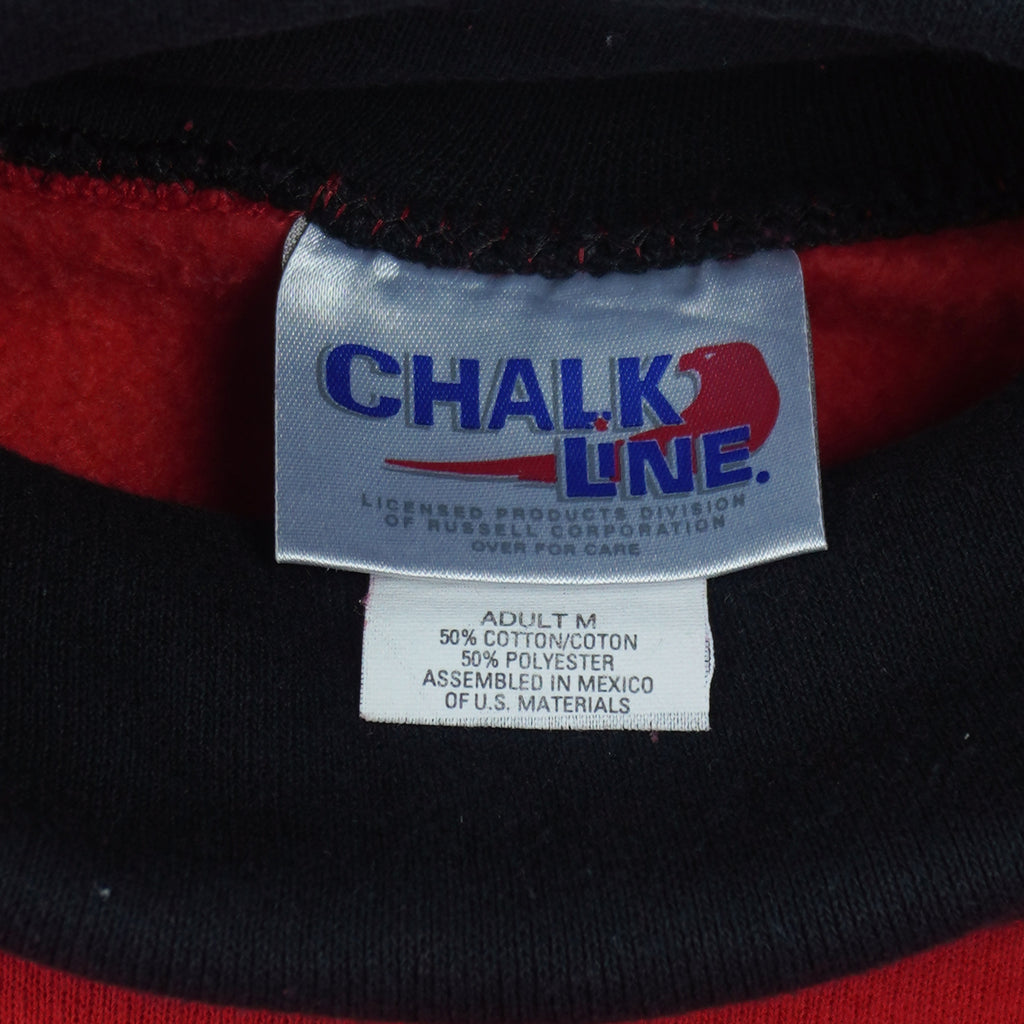 CHALK
LINE.
LICENSED PRODUCTS DIVISION
OF RUSSELL CORPORATION
OVER FOR CARE
ADULT M
50% COTTON/COTON
50% POLYESTER
ASSEMBLED IN MEXICO
OF U.S. MATERIALS